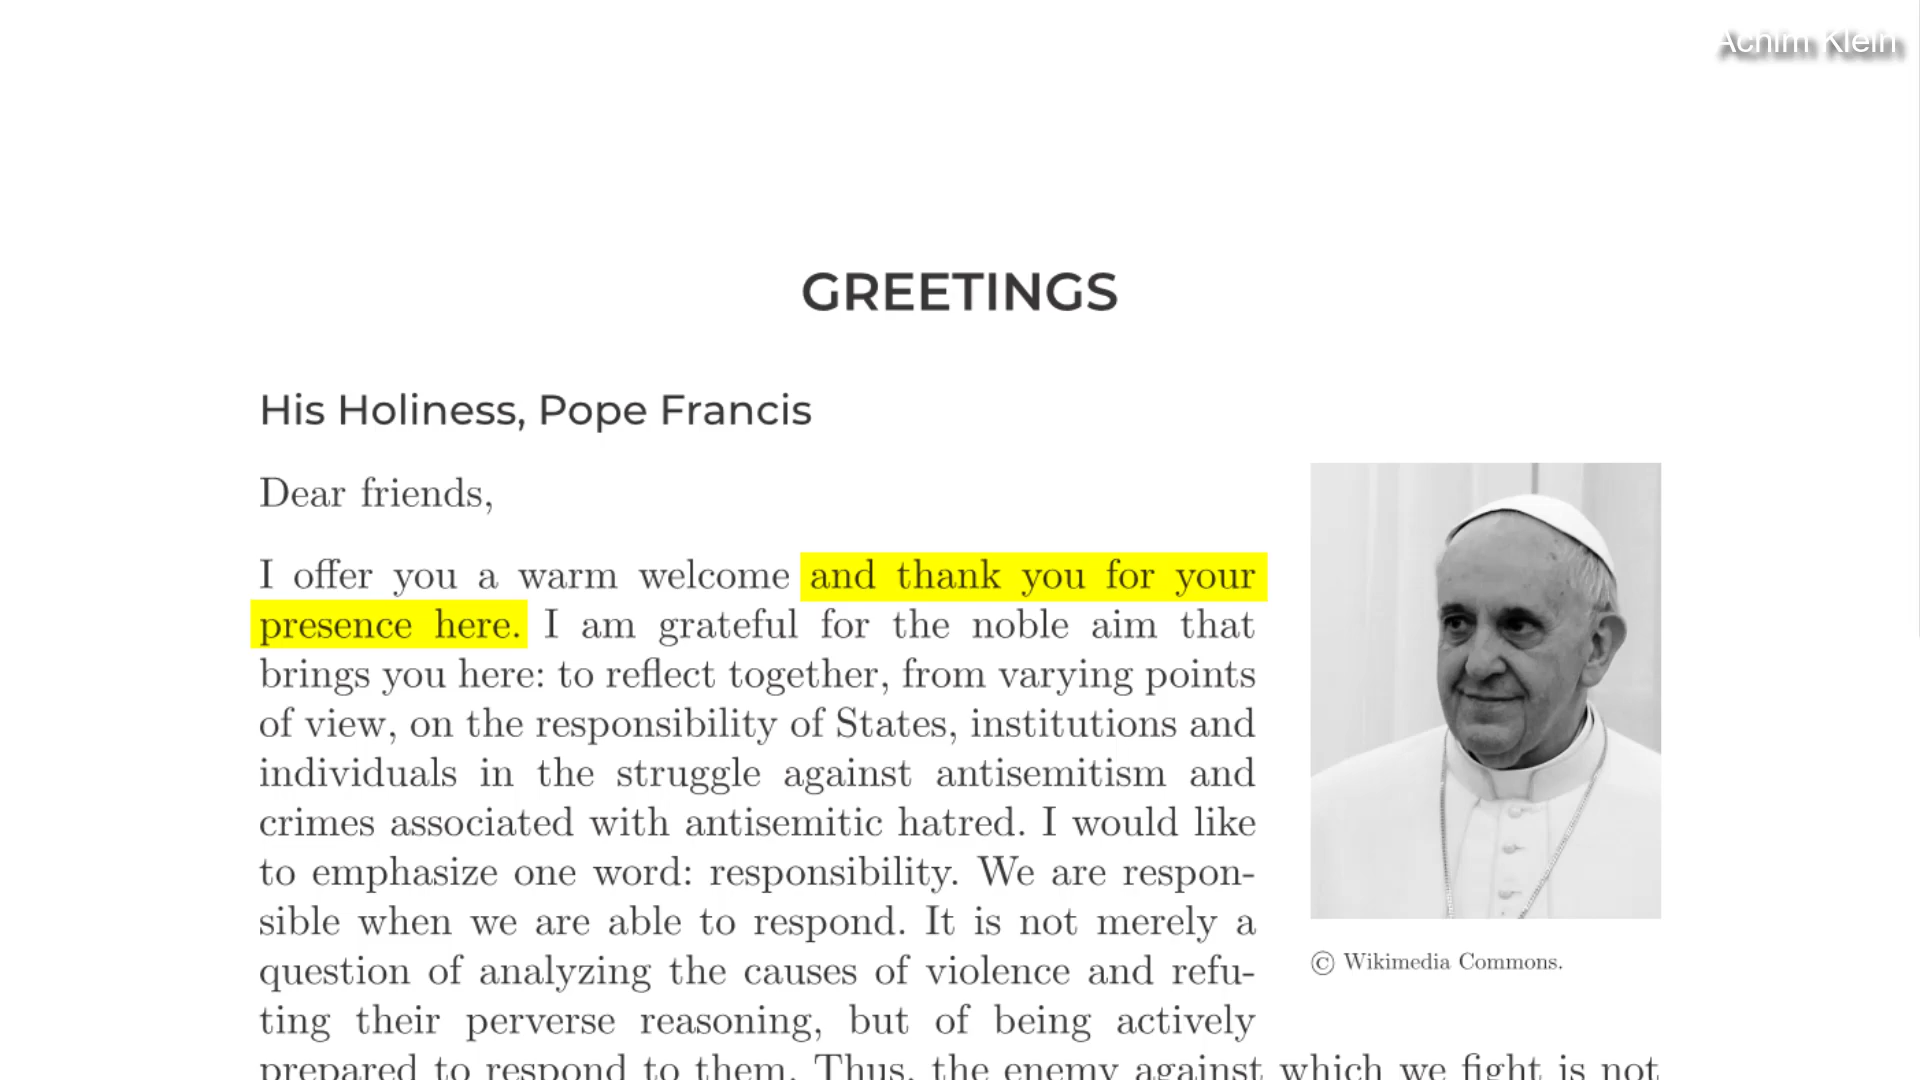 Achim Klein
GREETINGS
His Holiness, Pope Francis
Dear friends,
I offer you a warm welcome and thank you for your
presence here. I am grateful for the noble aim that
brings you here: to reflect together, from varying points
of view, on the responsibility of States, institutions and
individuals in the struggle against antisemitism and
crimes associated with antisemitic hatred. I would like
to emphasize one word: responsibility. We are respon-
sible when we are able to respond. It is not merely a
question of analyzing the causes of violence and refu-
ting their perverse reasoning, but of being actively
prepared to respond to them. Thus, the enemy against which we fight is not
© Wikimedia Commons.